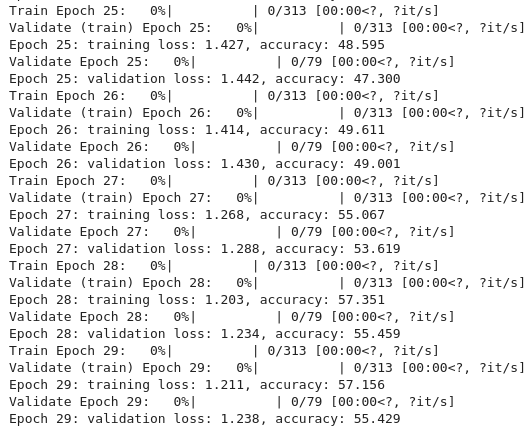 Train Epoch 25:   0%|          | 0/313 [00:00<?, ?it/s]
Validate (train) Epoch 25:   0%|          | 0/313 [00:00<?, ?it/s]
Epoch 25: training loss: 1.427, accuracy: 48.595
Validate Epoch 25:   0%|          | 0/79 [00:00<?, ?it/s]
Epoch 25: validation loss: 1.442, accuracy: 47.300
Train Epoch 26:   0%|          | 0/313 [00:00<?, ?it/s]
Validate (train) Epoch 26:   0%|          | 0/313 [00:00<?, ?it/s]
Epoch 26: training loss: 1.414, accuracy: 49.611
Validate Epoch 26:   0%|          | 0/79 [00:00<?, ?it/s]
Epoch 26: validation loss: 1.430, accuracy: 49.001
Train Epoch 27:   0%|          | 0/313 [00:00<?, ?it/s]
Validate (train) Epoch 27:   0%|          | 0/313 [00:00<?, ?it/s]
Epoch 27: training loss: 1.268, accuracy: 55.067
Validate Epoch 27:   0%|          | 0/79 [00:00<?, ?it/s]
Epoch 27: validation loss: 1.288, accuracy: 53.619
Train Epoch 28:   0%|          | 0/313 [00:00<?, ?it/s]
Validate (train) Epoch 28:   0%|          | 0/313 [00:00<?, ?it/s]
Epoch 28: training loss: 1.203, accuracy: 57.351
Validate Epoch 28:   0%|          | 0/79 [00:00<?, ?it/s]
Epoch 28: validation loss: 1.234, accuracy: 55.459
Train Epoch 29:   0%|          | 0/313 [00:00<?, ?it/s]
Validate (train) Epoch 29:   0%|          | 0/313 [00:00<?, ?it/s]
Epoch 29: training loss: 1.211, accuracy: 57.156
Validate Epoch 29:   0%|          | 0/79 [00:00<?, ?it/s]
Epoch 29: validation loss: 1.238, accuracy: 55.429